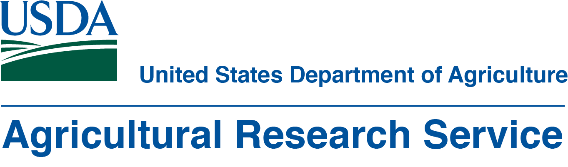 USDA
United States Department of Agriculture
Agricultural Research Service